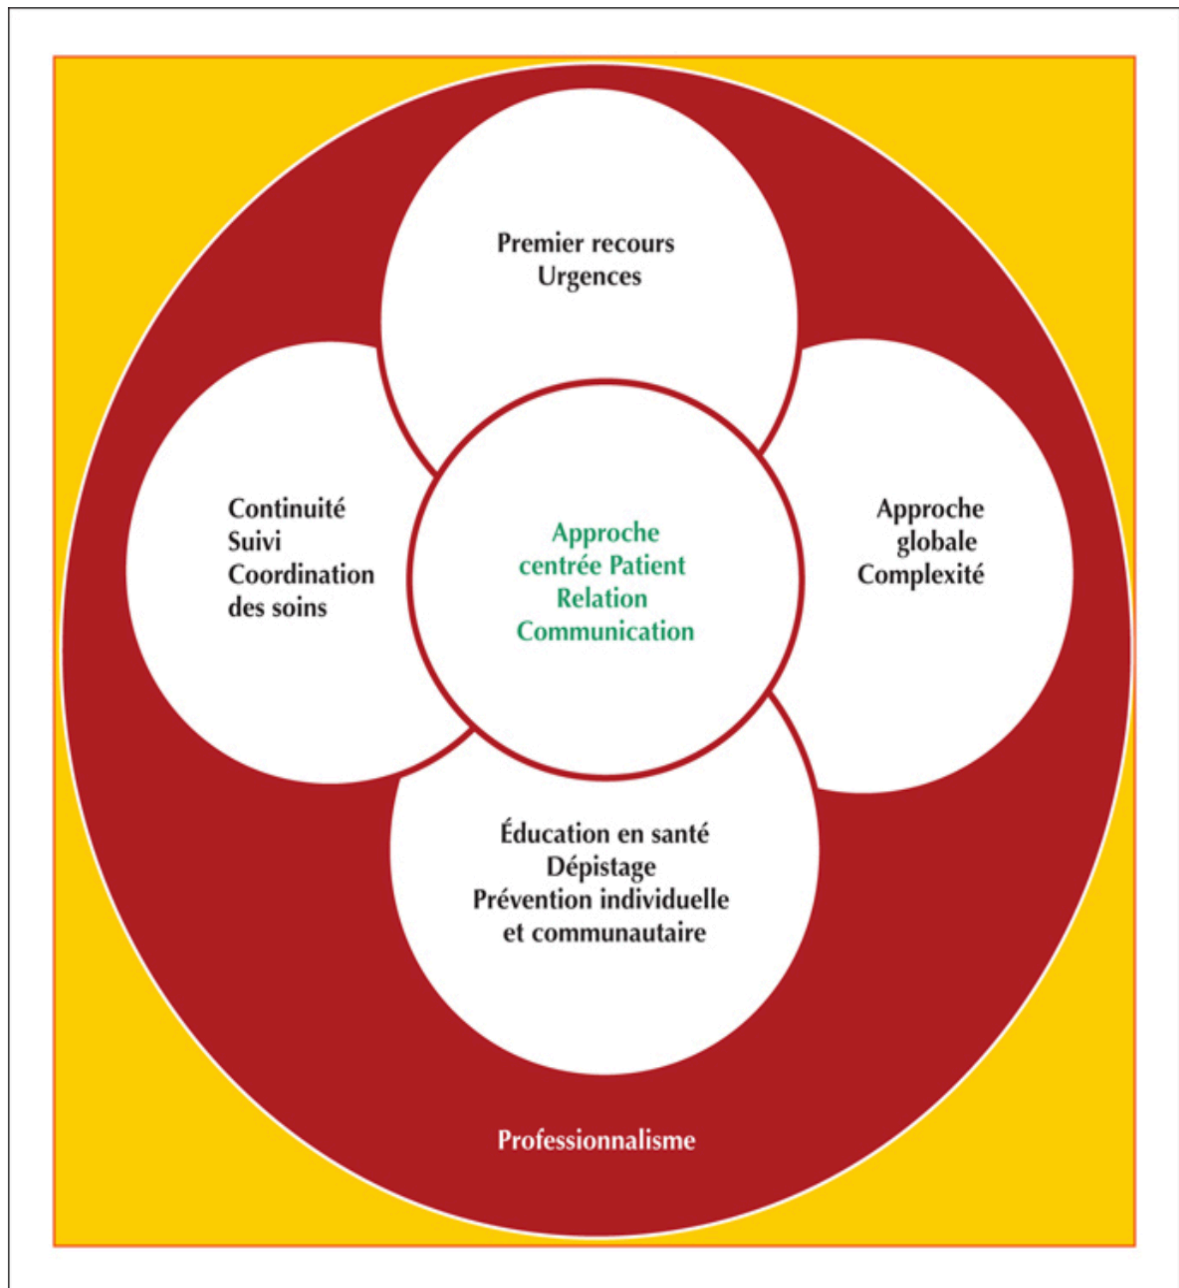 Premier recours
Urgences
Continuité
Suivi
Coordination
des soins
Approche
centrée Patient
Relation
Communication
Approche
globale
Complexité
Éducation en santé
Dépistage
Prévention individuelle
et communautaire
Professionnalisme